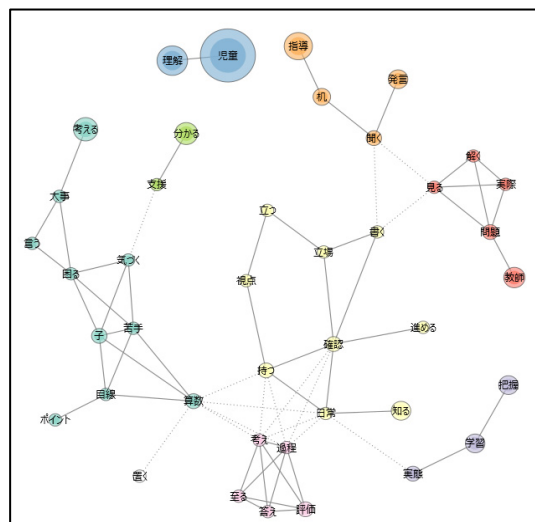 指導
児童
理解
発言
机
考える
分かる
聞く
解く
支援
見る
実際
大事
立つ
書く
問題
言う
気づく
立場
困る
視点
教師
苦手
進める
子
確認
持つ
把握
目線
算数
日常
知る
ポイント
考え
過程
学習
置く
実態
至る
答え
評価